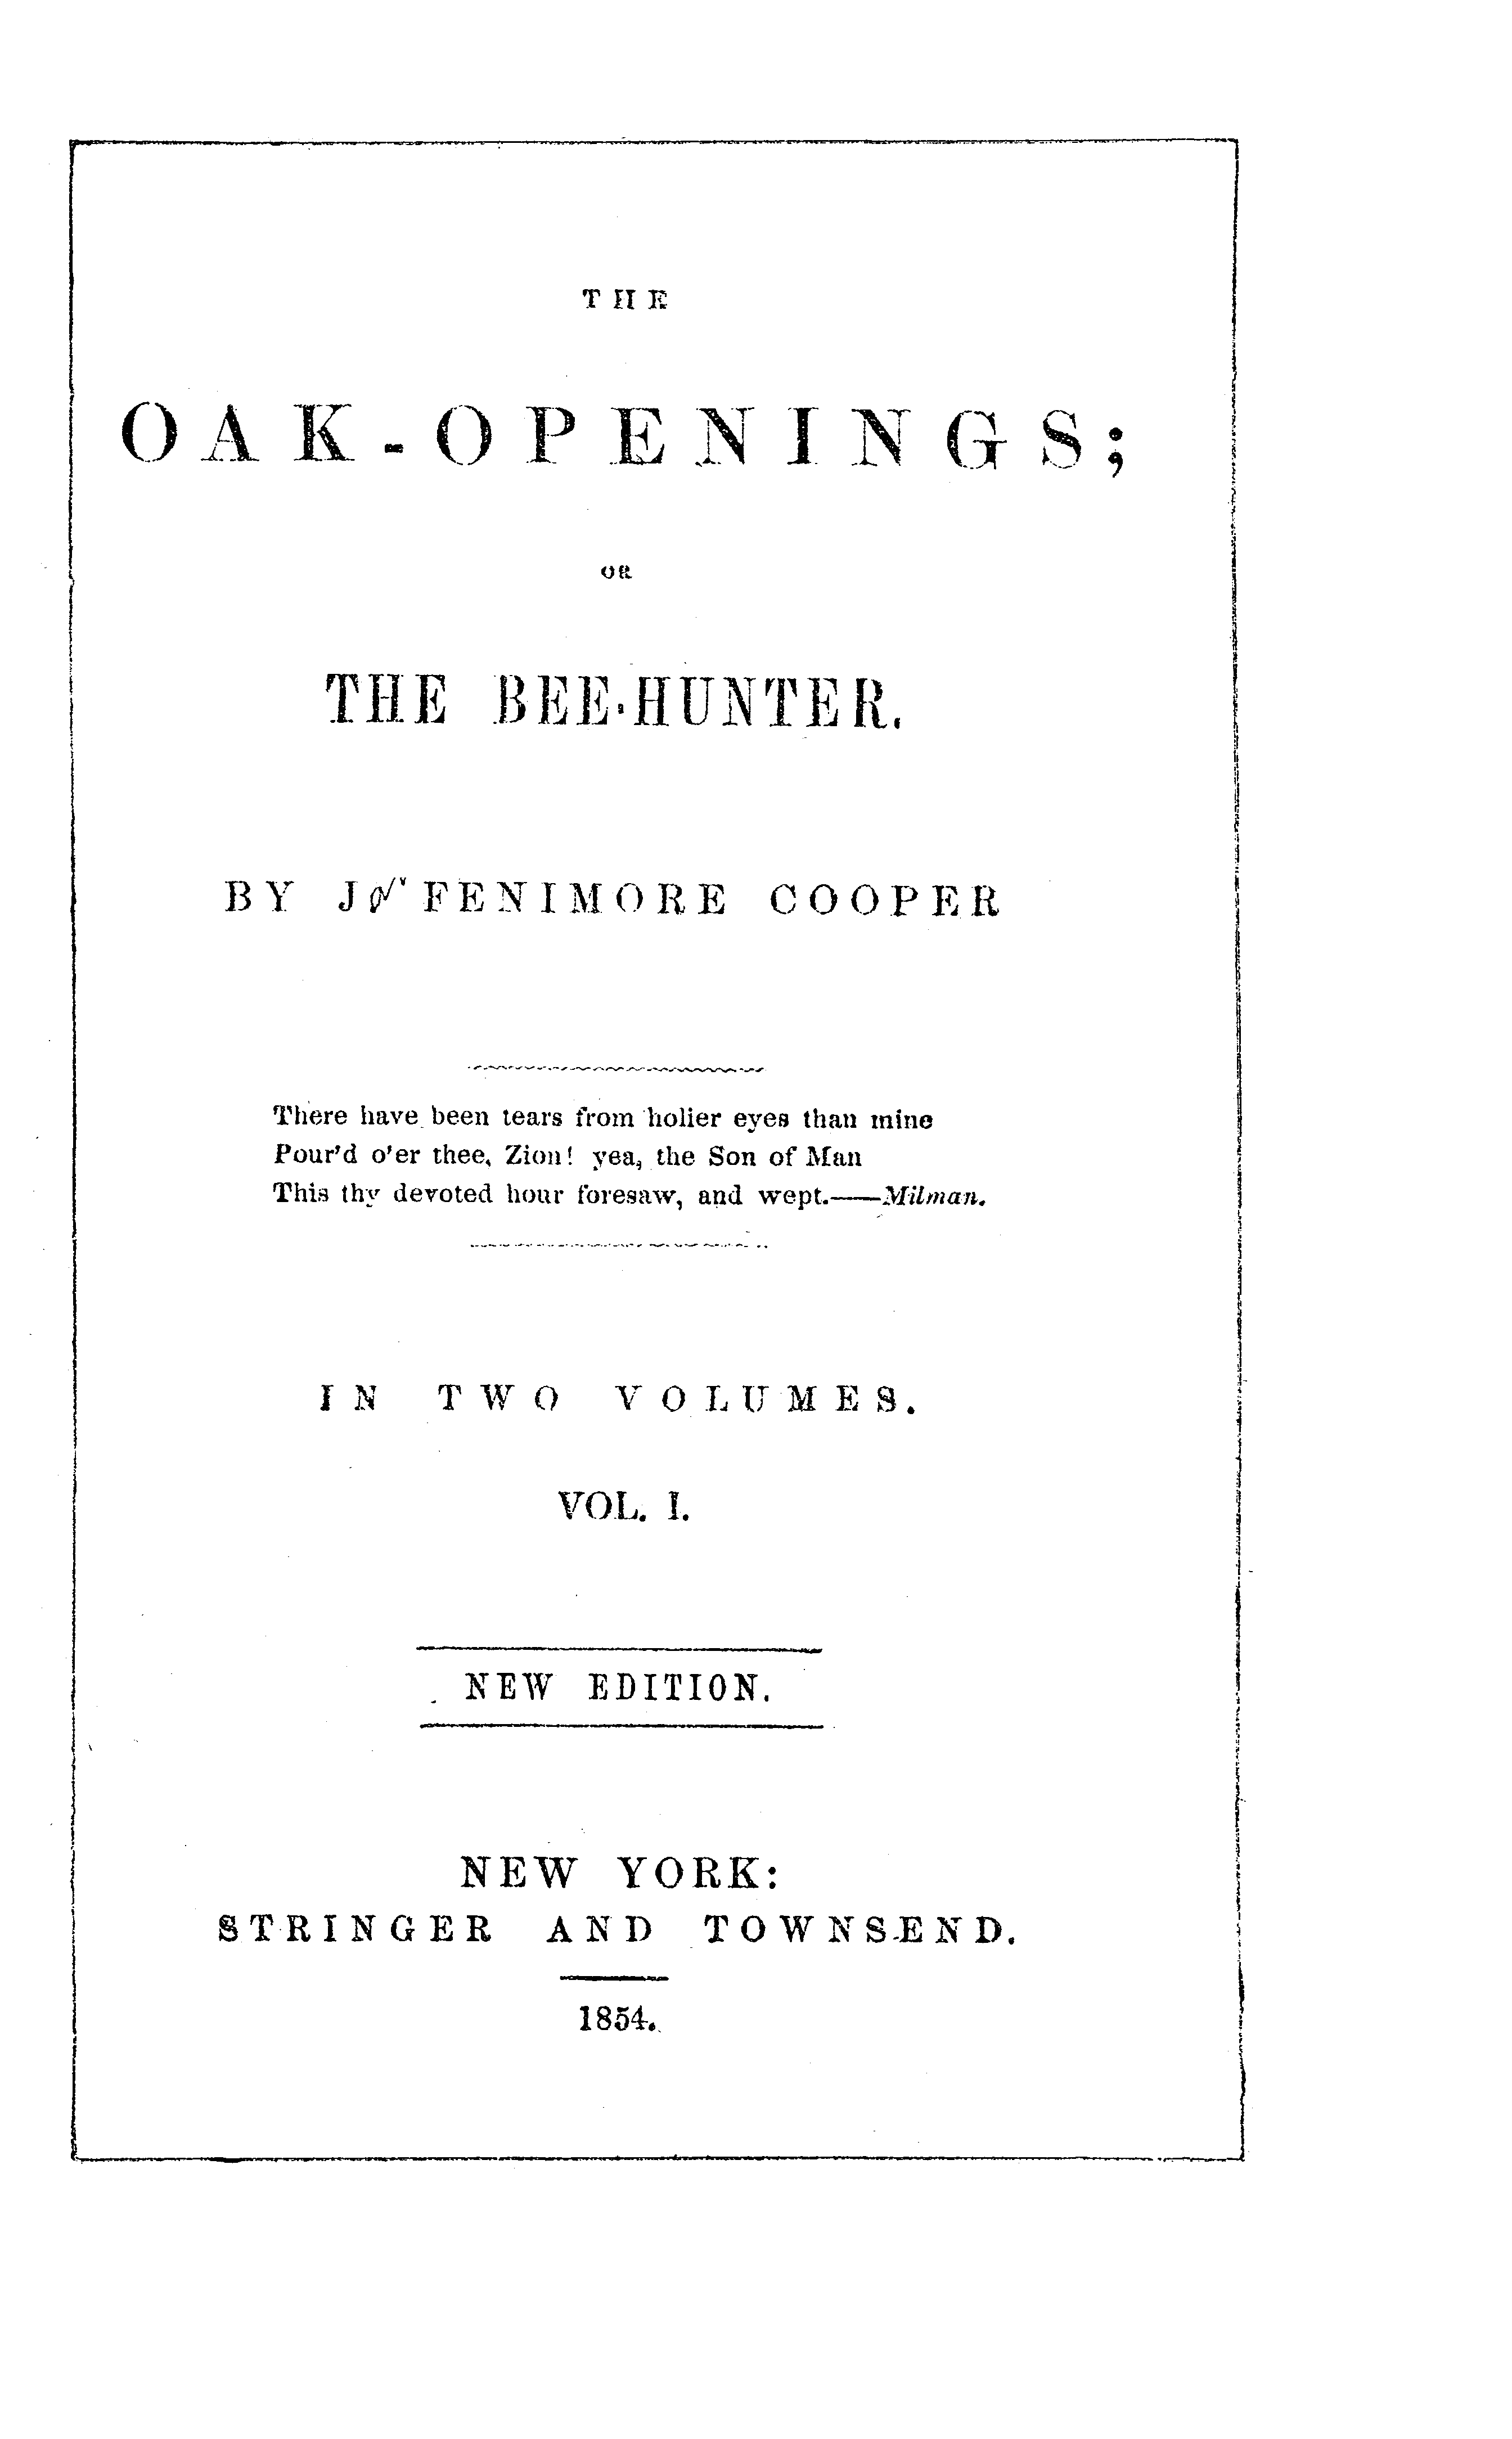 THE
OAK-OPENINGS;
OR
THE BEE-HUNTER.
BY J. FENIMORE COOPER
There have been tears from holier eyes than mine
Pour'd o'er thee, Zion! yea, the Son of Man
This thy devoted hour foresaw, and wept.——Milman.
IN TWO VOLUMES.
VOL. I.
NEW EDITION.
NEW YORK:
STRINGER AND TOWNSEND.
1854.